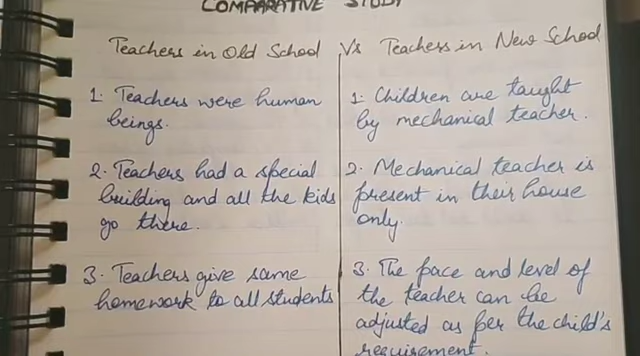 COMPARATIVE STUDY
Teachers in Old School Vs Teachers in New School
1. Teachers were human
beings.
2. Teachers had a special
building and all the kids
go there.
3. Teachers give same
homework to all students
1. Children are taught
by mechanical teacher.
2. Mechanical teacher is
present in their house
only.
3. The pace and level of
the teacher can be
adjusted as per the child's
requirement